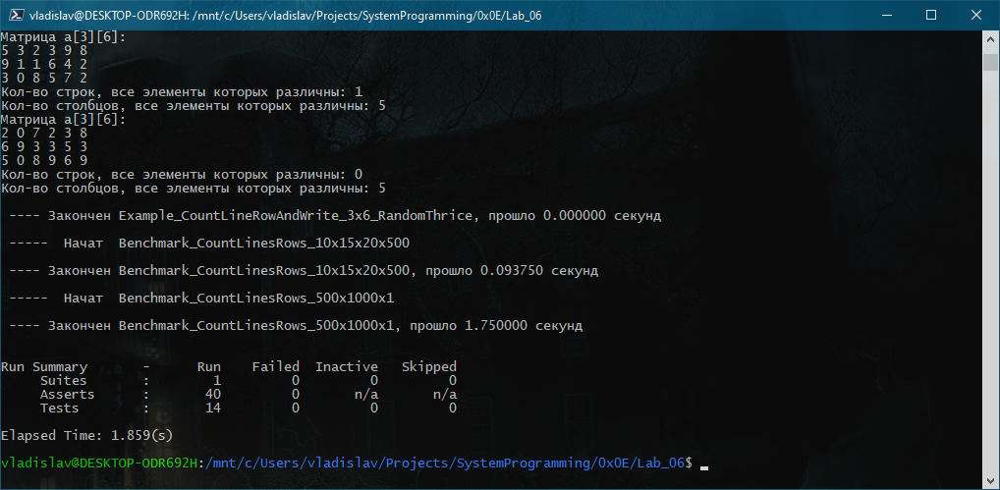 vladislav@DESKTOP-ODR692H: /mnt/c/Users/vladislav/Projects/SystemProgramming/0x0E/Lab_06
Матрица a[3][6]:
5 3 2 3 9 8
9 1 1 6 4 2
3 0 8 5 7 2
Кол-во строк, все элементы которых различны: 1
Кол-во столбцов, все элементы которых различны: 5
Матрица a[3][6]:
2 0 7 2 3 8
6 9 3 3 5 3
5 0 8 9 6 9
Кол-во строк, все элементы которых различны: 0
Кол-во столбцов, все элементы которых различны: 5
---- Закончен Example_CountLineRowAndWrite_3x6_RandomThrice, прошло 0.000000 секунд
----- Начат Benchmark_CountLinesRows_10x15x20x500
---- Закончен Benchmark_CountLinesRows_10x15x20x500, прошло 0.093750 секунд
----- Начат Benchmark_CountLinesRows_500x1000x1
---- Закончен Benchmark_CountLinesRows_500x1000x1, прошло 1.750000 секунд
Run Summary - Run Failed Inactive Skipped
Suites : 1 0 0 0
Asserts : 40 0 n/a n/a
Tests : 14 0 0 0
Elapsed Time: 1.859(s)
vladislav@DESKTOP-ODR692H:/mnt/c/Users/vladislav/Projects/SystemProgramming/0x0E/Lab_06$